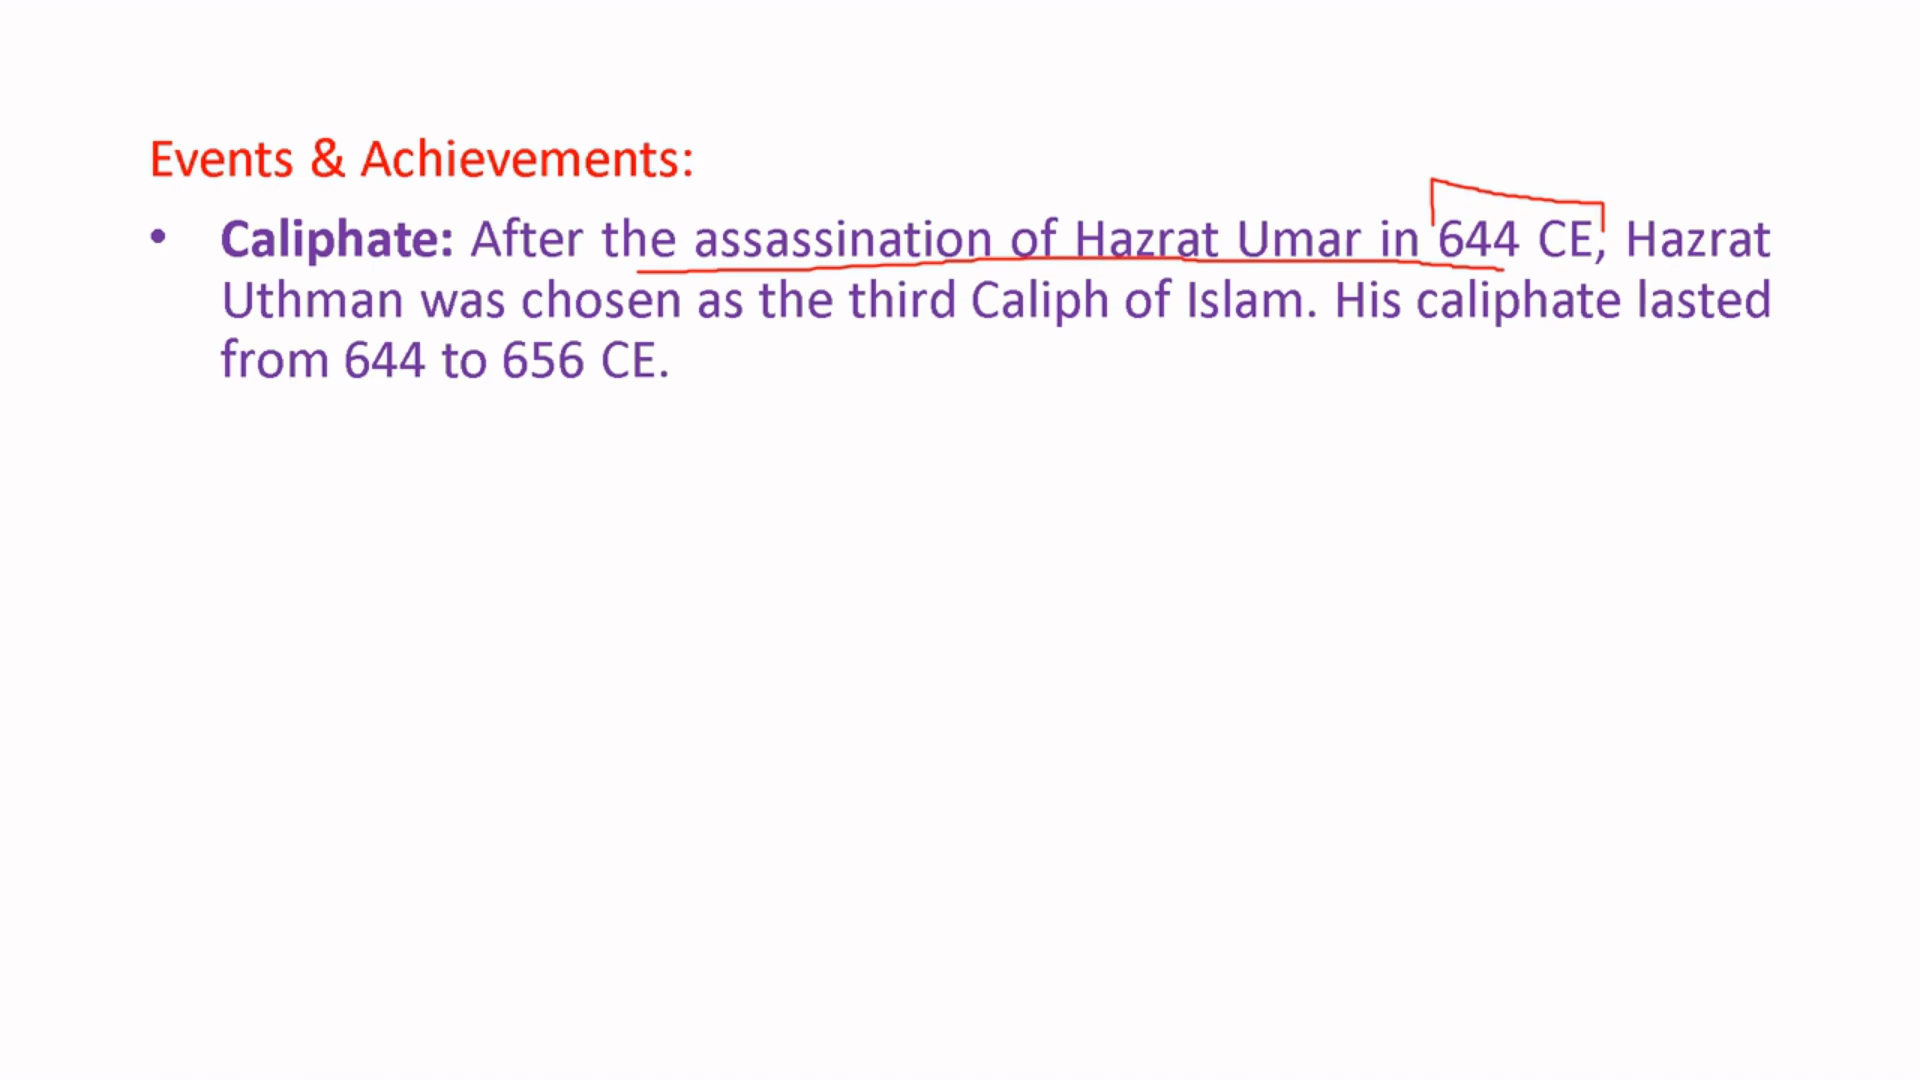 Events & Achievements:
• Caliphate: After the assassination of Hazrat Umar in 644 CE, Hazrat
Uthman was chosen as the third Caliph of Islam. His caliphate lasted
from 644 to 656 CE.